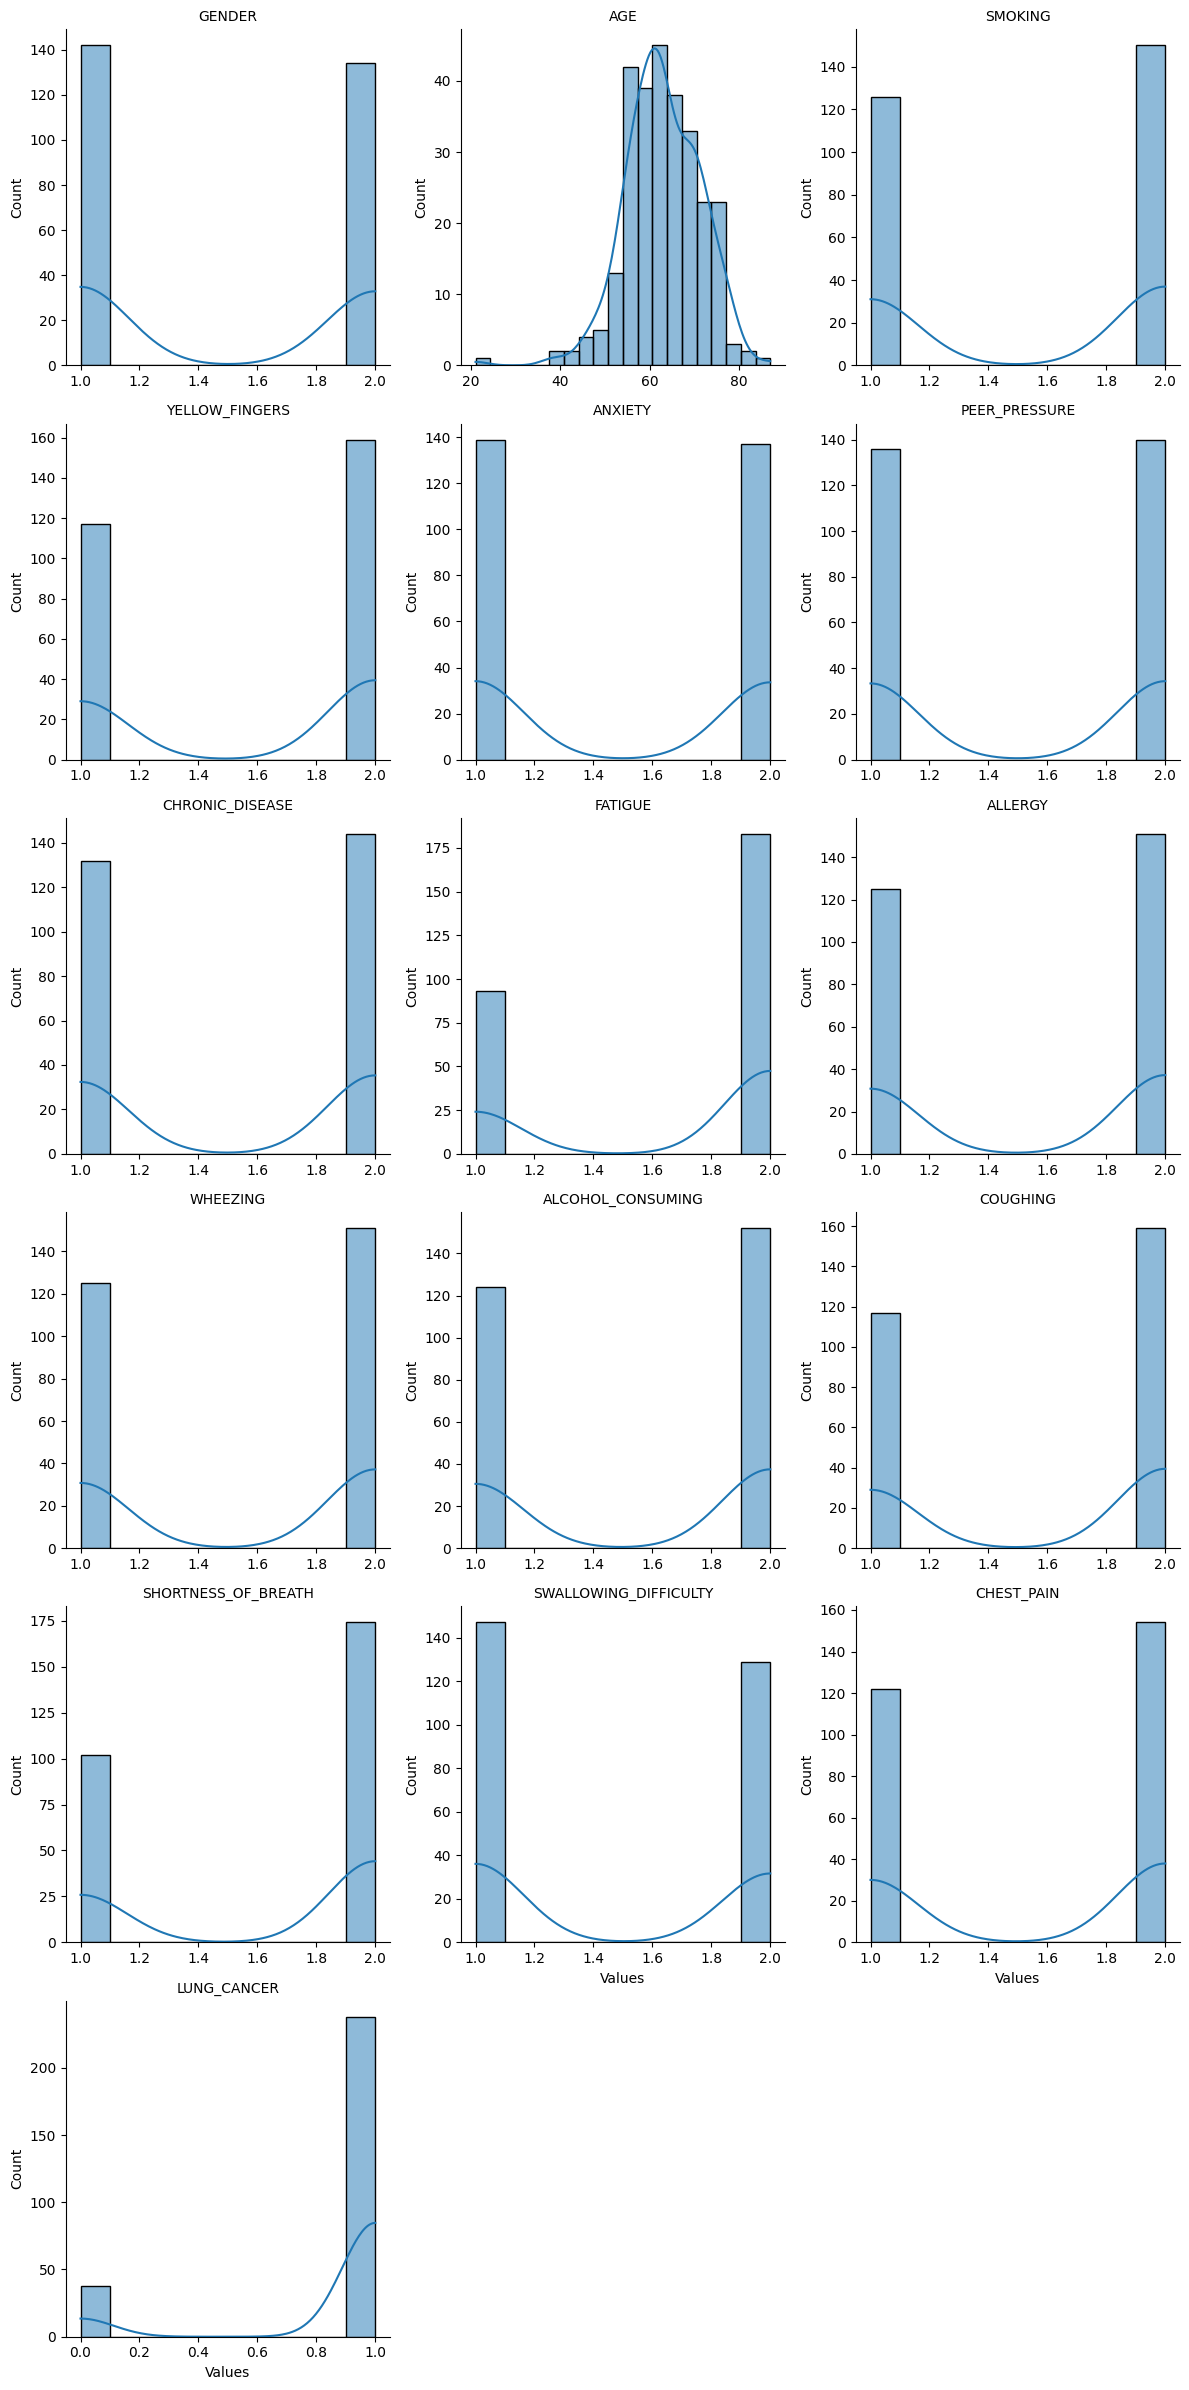 GENDER
Count
140
120
100
80
60
40
20
0
1.0 1.2 1.4 1.6 1.8 2.0
AGE
Count
40
30
20
10
0
20 40 60 80
SMOKING
Count
140
120
100
80
60
40
20
0
1.0 1.2 1.4 1.6 1.8 2.0
YELLOW_FINGERS
Count
160
140
120
100
80
60
40
20
0
1.0 1.2 1.4 1.6 1.8 2.0
ANXIETY
Count
140
120
100
80
60
40
20
0
1.0 1.2 1.4 1.6 1.8 2.0
PEER_PRESSURE
Count
140
120
100
80
60
40
20
0
1.0 1.2 1.4 1.6 1.8 2.0
CHRONIC_DISEASE
Count
140
120
100
80
60
40
20
0
1.0 1.2 1.4 1.6 1.8 2.0
FATIGUE
Count
175
150
125
100
75
50
25
0
1.0 1.2 1.4 1.6 1.8 2.0
ALLERGY
Count
140
120
100
80
60
40
20
0
1.0 1.2 1.4 1.6 1.8 2.0
WHEEZING
Count
140
120
100
80
60
40
20
0
1.0 1.2 1.4 1.6 1.8 2.0
ALCOHOL_CONSUMING
Count
140
120
100
80
60
40
20
0
1.0 1.2 1.4 1.6 1.8 2.0
COUGHING
Count
160
140
120
100
80
60
40
20
0
1.0 1.2 1.4 1.6 1.8 2.0
SHORTNESS_OF_BREATH
Count
175
150
125
100
75
50
25
0
1.0 1.2 1.4 1.6 1.8 2.0
SWALLOWING_DIFFICULTY
Count
140
120
100
80
60
40
20
0
1.0 1.2 1.4 1.6 1.8 2.0
Values
CHEST_PAIN
Count
160
140
120
100
80
60
40
20
0
1.0 1.2 1.4 1.6 1.8 2.0
Values
LUNG_CANCER
Count
200
150
100
50
0
0.0 0.2 0.4 0.6 0.8 1.0
Values